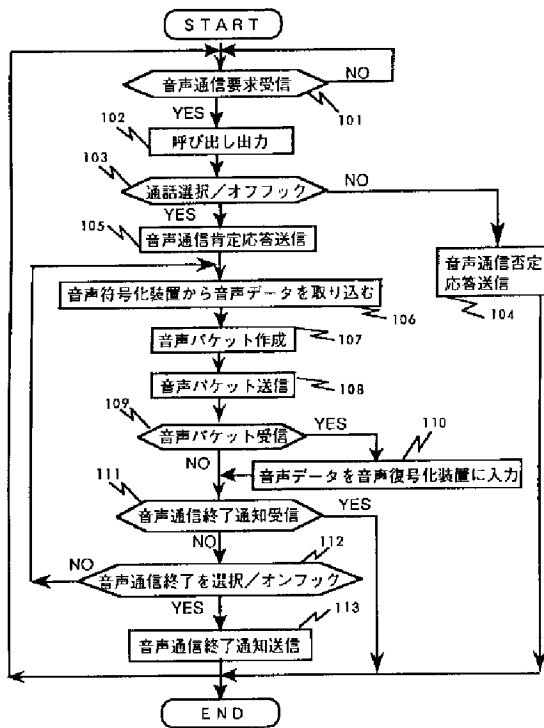 START
音声通信要求受信
NO
101
YES
102
呼び出し出力
103
通話選択／オフフック
NO
YES
105
音声通信肯定応答送信
音声通信否定
応答送信
104
音声符号化装置から音声データを取り込む
106
音声パケット作成
107
音声パケット送信
108
109
音声パケット受信
YES
110
NO
音声データを音声復号化装置に入力
111
音声通信終了通知受信
YES
NO
112
NO
音声通信終了を選択／オンフック
YES
113
音声通信終了通知送信
END